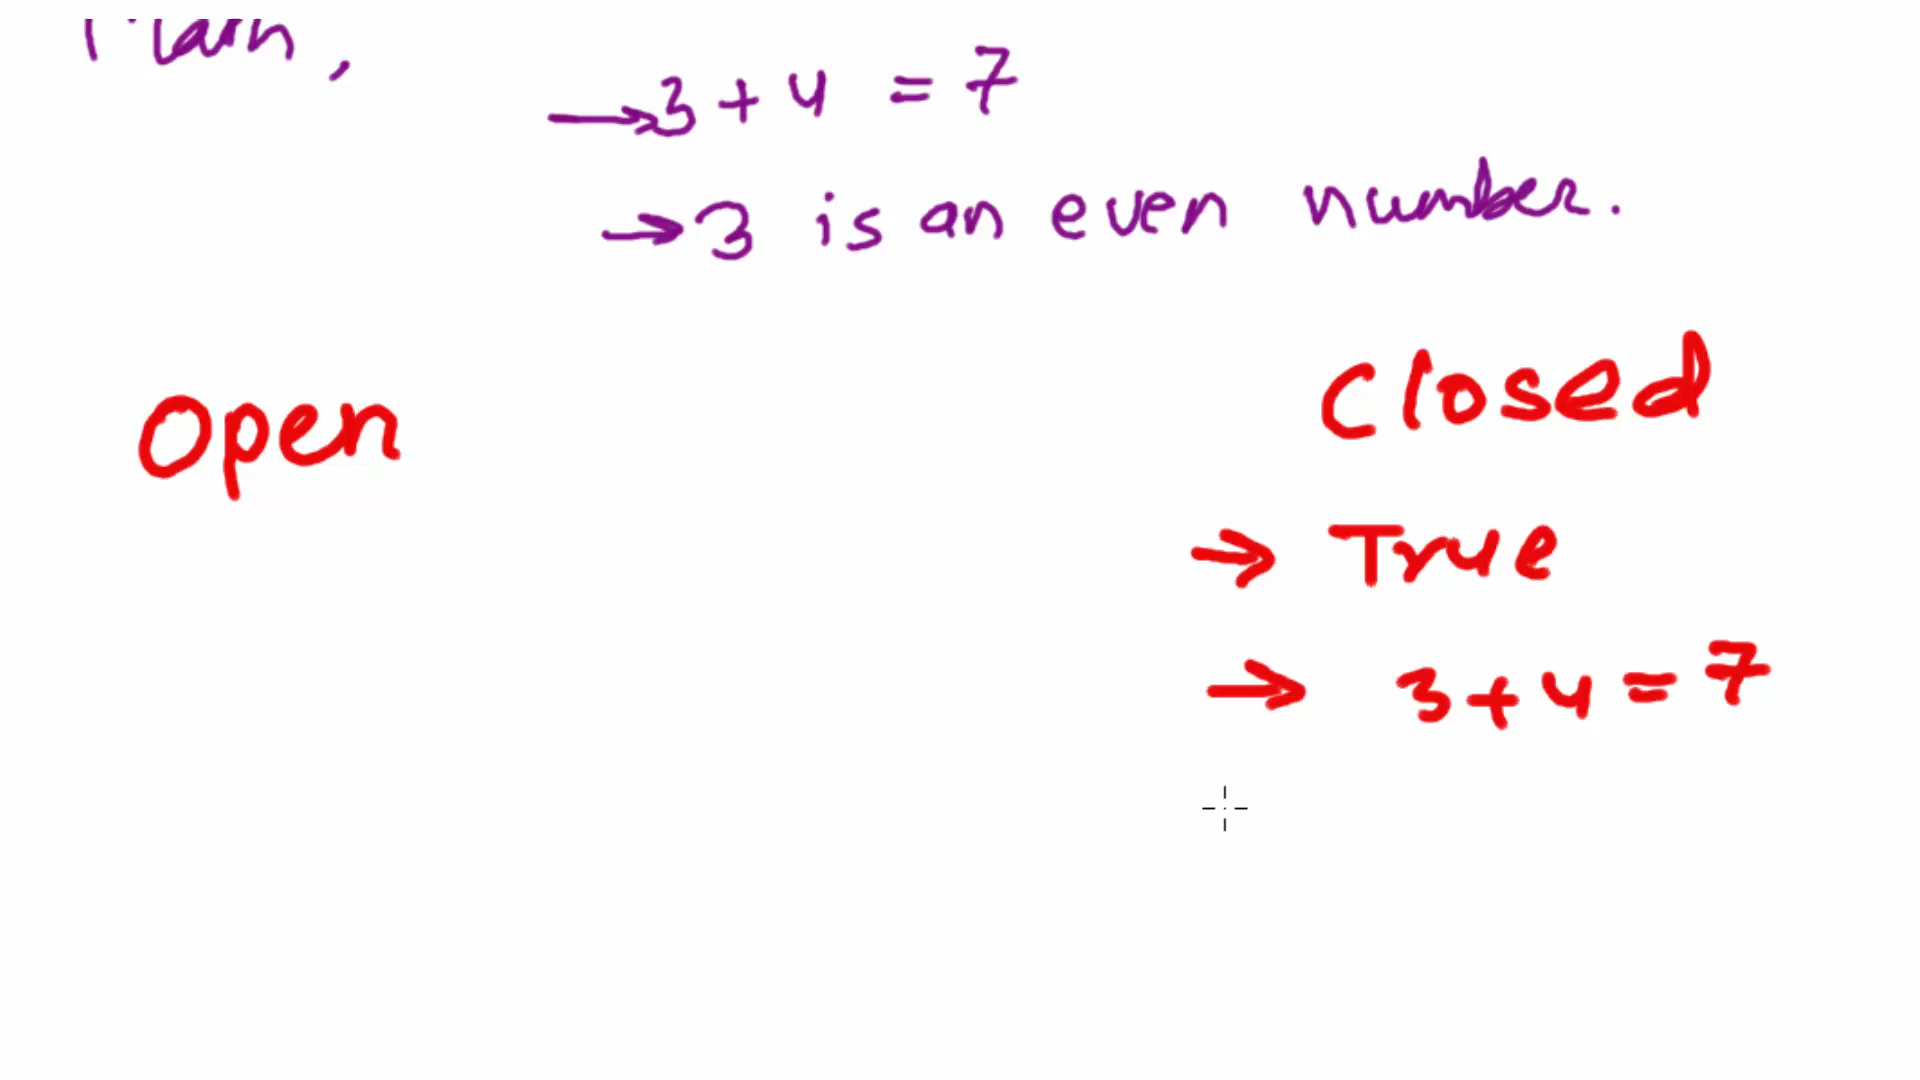 → 3 + 4 = 7
→ 3 is an even number.
Open
Closed
→ True
→ 3 + 4 = 7